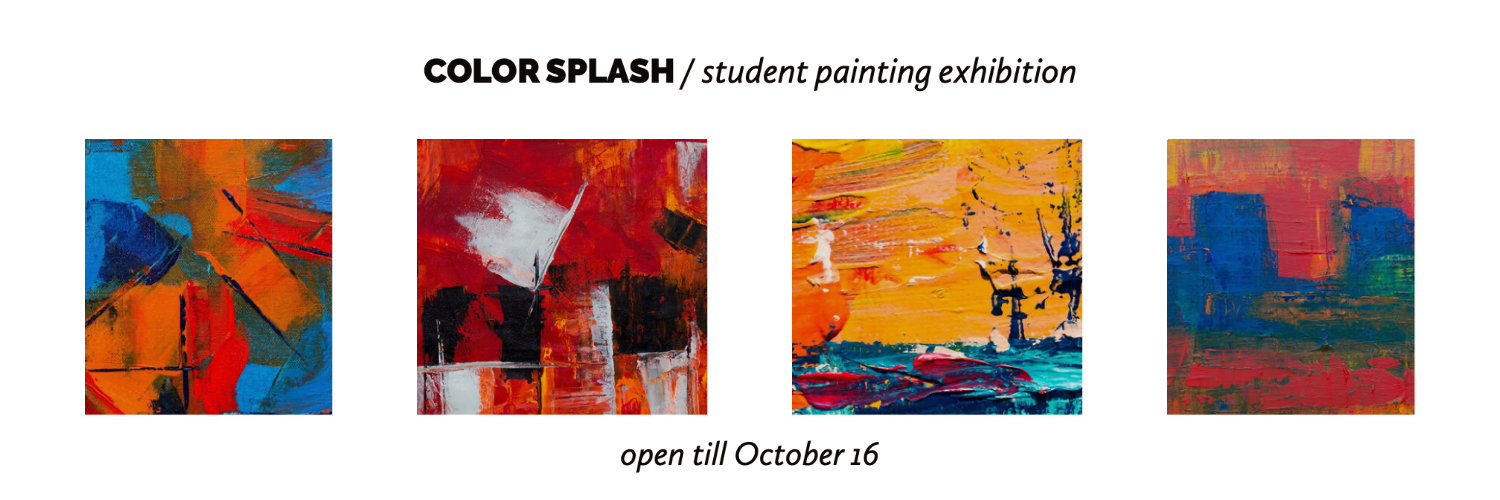 COLOR SPLASH / student painting exhibition
open till October 16